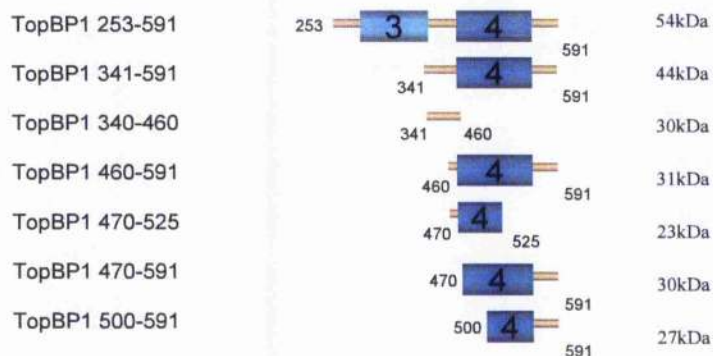 TopBP1 253-591 253 3 4 591 54kDa
TopBP1 341-591 341 4 591 44kDa
TopBP1 340-460 341 460 30kDa
TopBP1 460-591 460 4 591 31kDa
TopBP1 470-525 470 4 525 23kDa
TopBP1 470-591 470 4 591 30kDa
TopBP1 500-591 500 4 591 27kDa